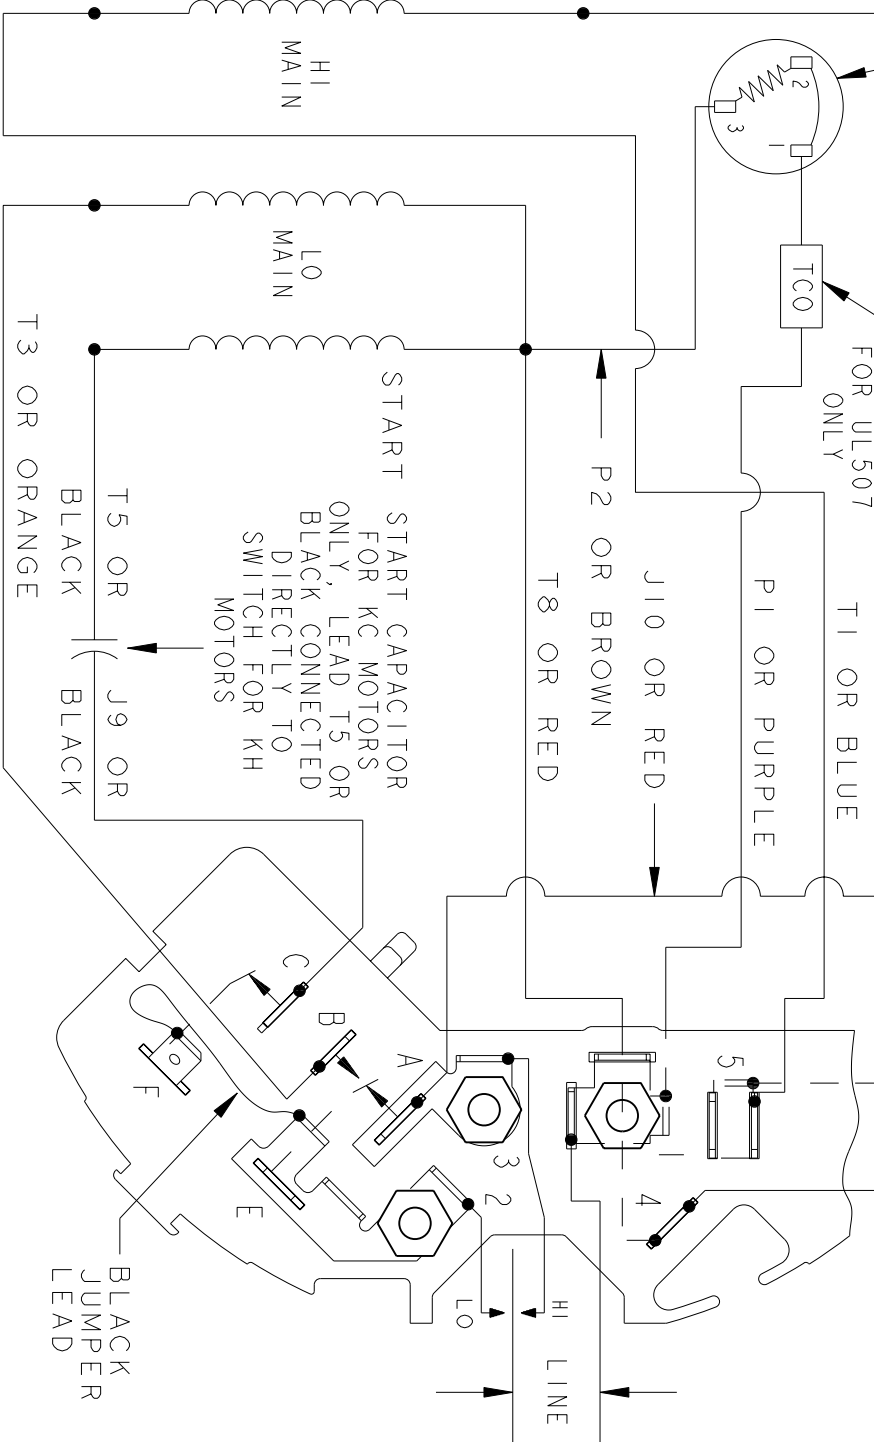 HI
MAIN
2
3
1
TCO
LO
MAIN
FOR UL507
ONLY
T3 OR ORANGE
START
START CAPACITOR
FOR KC MOTORS
ONLY, LEAD T5 OR
BLACK CONNECTED
DIRECTLY TO
SWITCH FOR KH
MOTORS
T5 OR
BLACK
J9 OR
BLACK
P2 OR BROWN
T8 OR RED
J10 OR RED
P1 OR PURPLE
T1 OR BLUE
C
B
A
F
E
5
1
3
2
4
BLACK
JUMPER
LEAD
LO
HI
LINE